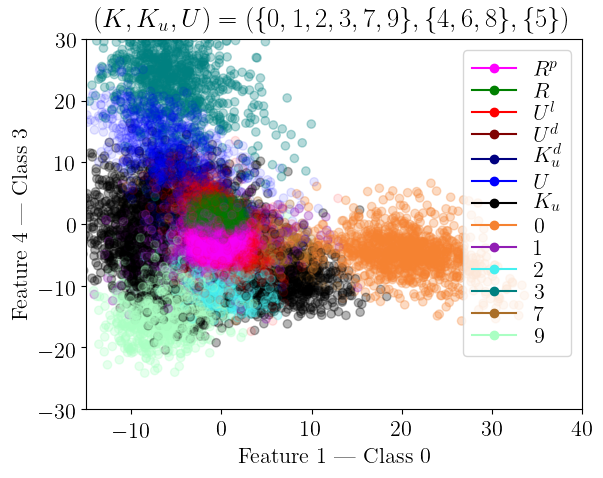 (K, K_u, U) = ({0, 1, 2, 3, 7, 9}, {4, 6, 8}, {5})
30
20
10
0
−10
−20
−30
Feature 4 — Class 3
R^p
R
U^l
U^d
K_u^d
U
K_u
0
1
2
3
7
9
−10
0
10
20
30
40
Feature 1 — Class 0